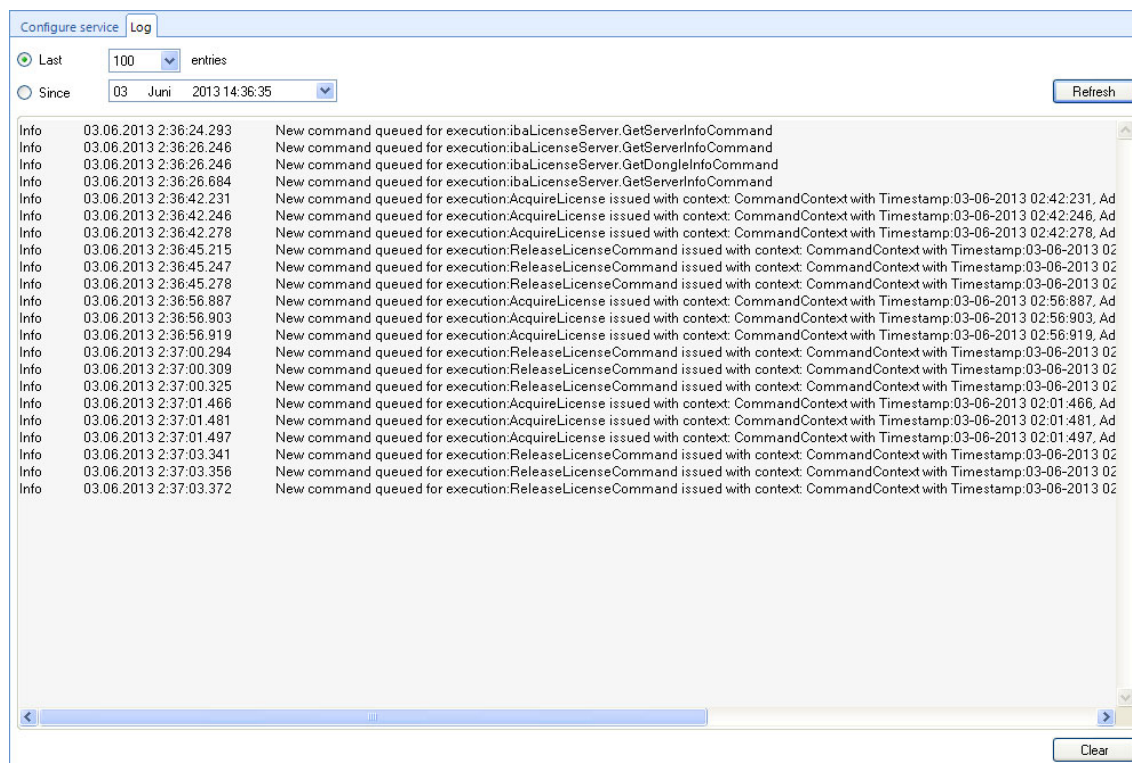 Configure service Log
Last 100 entries
Since 03 Juni 2013 14:36:35
Refresh
Info 03.06.2013 2:36:24.293 New command queued for execution:ibaLicenseServer.GetServerInfoCommand
Info 03.06.2013 2:36:26.246 New command queued for execution:ibaLicenseServer.GetServerInfoCommand
Info 03.06.2013 2:36:26.246 New command queued for execution:ibaLicenseServer.GetDongleInfoCommand
Info 03.06.2013 2:36:26.684 New command queued for execution:ibaLicenseServer.GetServerInfoCommand
Info 03.06.2013 2:36:42.231 New command queued for execution:AcquireLicense issued with context: CommandContext with Timestamp:03-06-2013 02:42:231, Ad
Info 03.06.2013 2:36:42.246 New command queued for execution:AcquireLicense issued with context: CommandContext with Timestamp:03-06-2013 02:42:246, Ad
Info 03.06.2013 2:36:42.278 New command queued for execution:AcquireLicense issued with context: CommandContext with Timestamp:03-06-2013 02:42:278, Ad
Info 03.06.2013 2:36:45.215 New command queued for execution:ReleaseLicenseCommand issued with context: CommandContext with Timestamp:03-06-2013 02
Info 03.06.2013 2:36:45.247 New command queued for execution:ReleaseLicenseCommand issued with context: CommandContext with Timestamp:03-06-2013 02
Info 03.06.2013 2:36:45.278 New command queued for execution:ReleaseLicenseCommand issued with context: CommandContext with Timestamp:03-06-2013 02
Info 03.06.2013 2:36:56.887 New command queued for execution:AcquireLicense issued with context: CommandContext with Timestamp:03-06-2013 02:56:887, Ad
Info 03.06.2013 2:36:56.903 New command queued for execution:AcquireLicense issued with context: CommandContext with Timestamp:03-06-2013 02:56:903, Ad
Info 03.06.2013 2:36:56.919 New command queued for execution:AcquireLicense issued with context: CommandContext with Timestamp:03-06-2013 02:56:919, Ad
Info 03.06.2013 2:37:00.294 New command queued for execution:ReleaseLicenseCommand issued with context: CommandContext with Timestamp:03-06-2013 02
Info 03.06.2013 2:37:00.309 New command queued for execution:ReleaseLicenseCommand issued with context: CommandContext with Timestamp:03-06-2013 02
Info 03.06.2013 2:37:00.325 New command queued for execution:ReleaseLicenseCommand issued with context: CommandContext with Timestamp:03-06-2013 02
Info 03.06.2013 2:37:01.466 New command queued for execution:AcquireLicense issued with context: CommandContext with Timestamp:03-06-2013 02:01:466, Ad
Info 03.06.2013 2:37:01.481 New command queued for execution:AcquireLicense issued with context: CommandContext with Timestamp:03-06-2013 02:01:481, Ad
Info 03.06.2013 2:37:01.497 New command queued for execution:AcquireLicense issued with context: CommandContext with Timestamp:03-06-2013 02:01:497, Ad
Info 03.06.2013 2:37:03.341 New command queued for execution:ReleaseLicenseCommand issued with context: CommandContext with Timestamp:03-06-2013 02
Info 03.06.2013 2:37:03.356 New command queued for execution:ReleaseLicenseCommand issued with context: CommandContext with Timestamp:03-06-2013 02
Info 03.06.2013 2:37:03.372 New command queued for execution:ReleaseLicenseCommand issued with context: CommandContext with Timestamp:03-06-2013 02
Clear